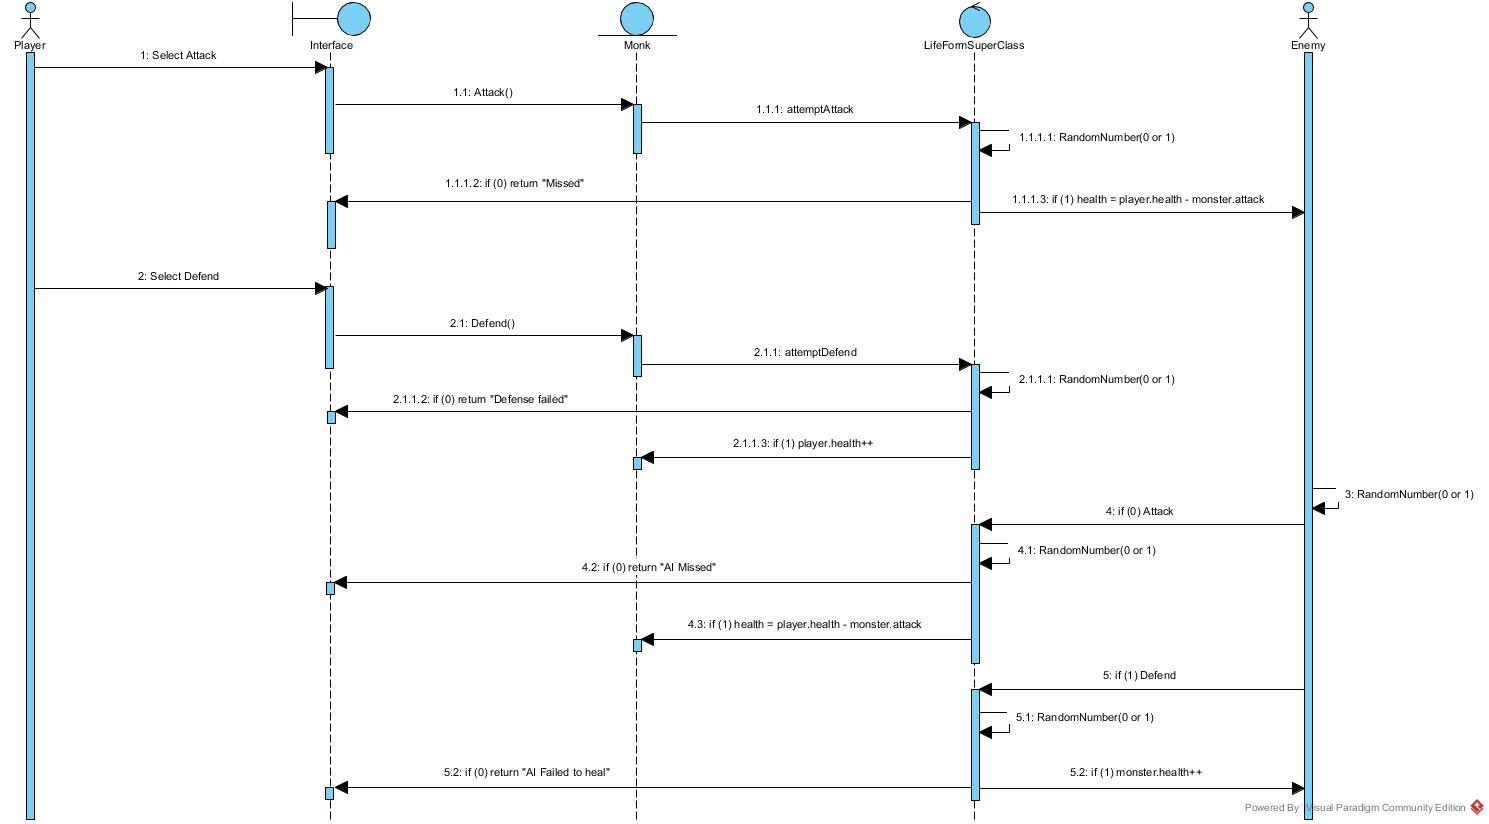 Player
Interface
Monk
LifeFormSuperClass
Enemy
1: Select Attack
1.1: Attack()
1.1.1: attemptAttack
1.1.1.1: RandomNumber(0 or 1)
1.1.1.2: if (0) return "Missed"
1.1.1.3: if (1) health = player.health - monster.attack
2: Select Defend
2.1: Defend()
2.1.1: attemptDefend
2.1.1.1: RandomNumber(0 or 1)
2.1.1.2: if (0) return "Defense failed"
2.1.1.3: if (1) player.health++
3: RandomNumber(0 or 1)
4: if (0) Attack
4.1: RandomNumber(0 or 1)
4.2: if (0) return "AI Missed"
4.3: if (1) health = player.health - monster.attack
5: if (1) Defend
5.1: RandomNumber(0 or 1)
5.2: if (0) return "AI Failed to heal"
5.2: if (1) monster.health++
Powered By Visual Paradigm Community Edition